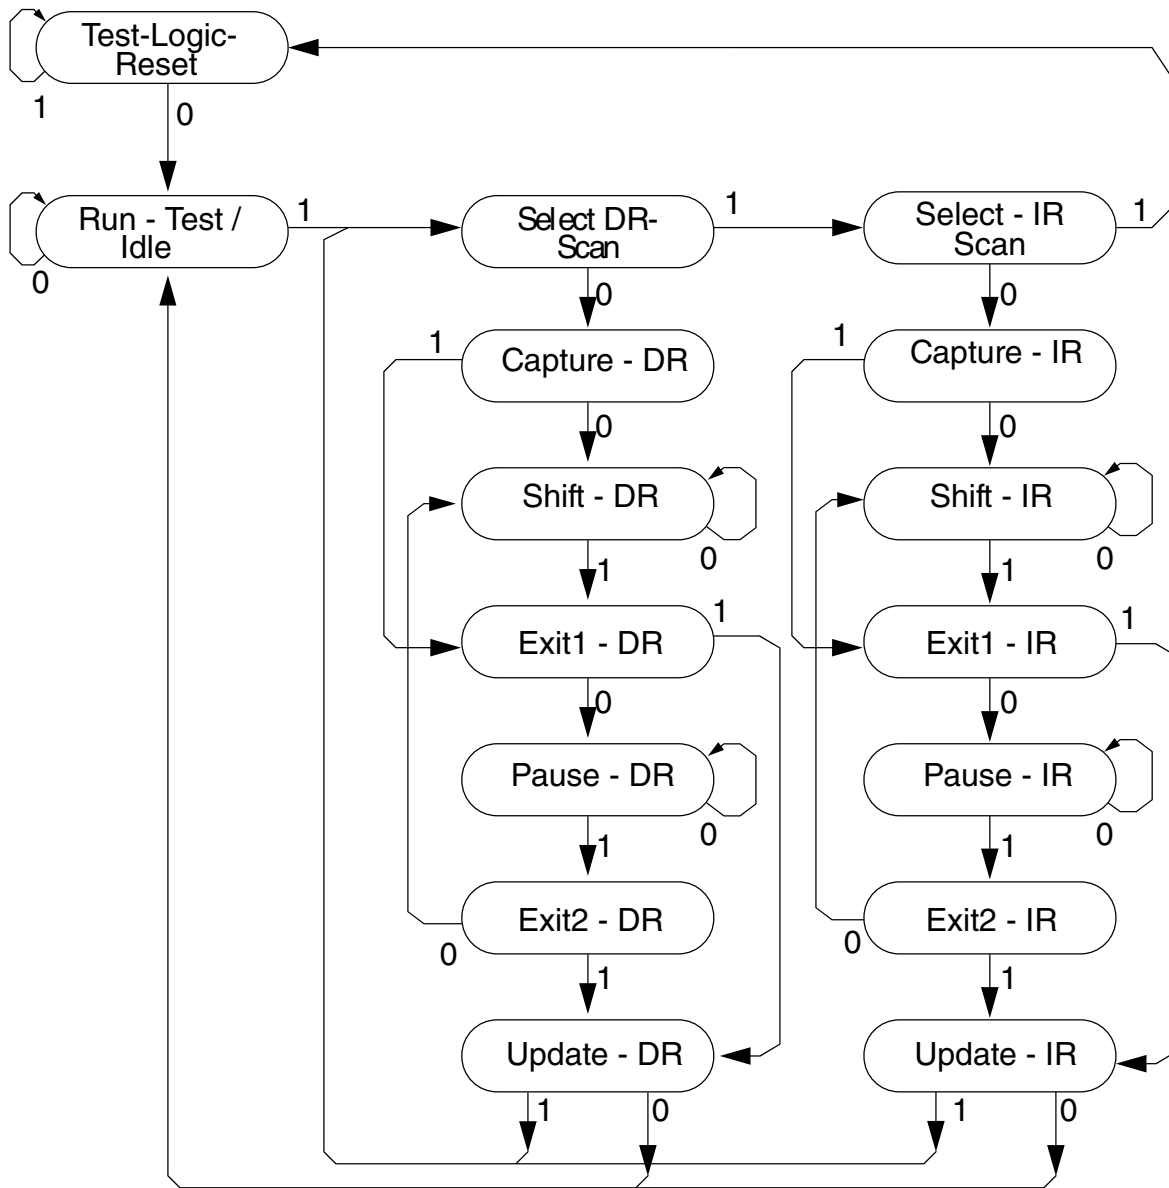 Test-Logic-
Reset
1
0
Run - Test /
Idle
1
0
Select DR-
Scan
1
0
Select - IR
Scan
1
0
1
Capture - DR
0
1
Capture - IR
0
Shift - DR
0
1
Shift - IR
0
1
Exit1 - DR
1
0
Exit1 - IR
1
0
Pause - DR
0
1
Pause - IR
0
1
Exit2 - DR
0
1
Exit2 - IR
0
1
Update - DR
1
0
Update - IR
1
0